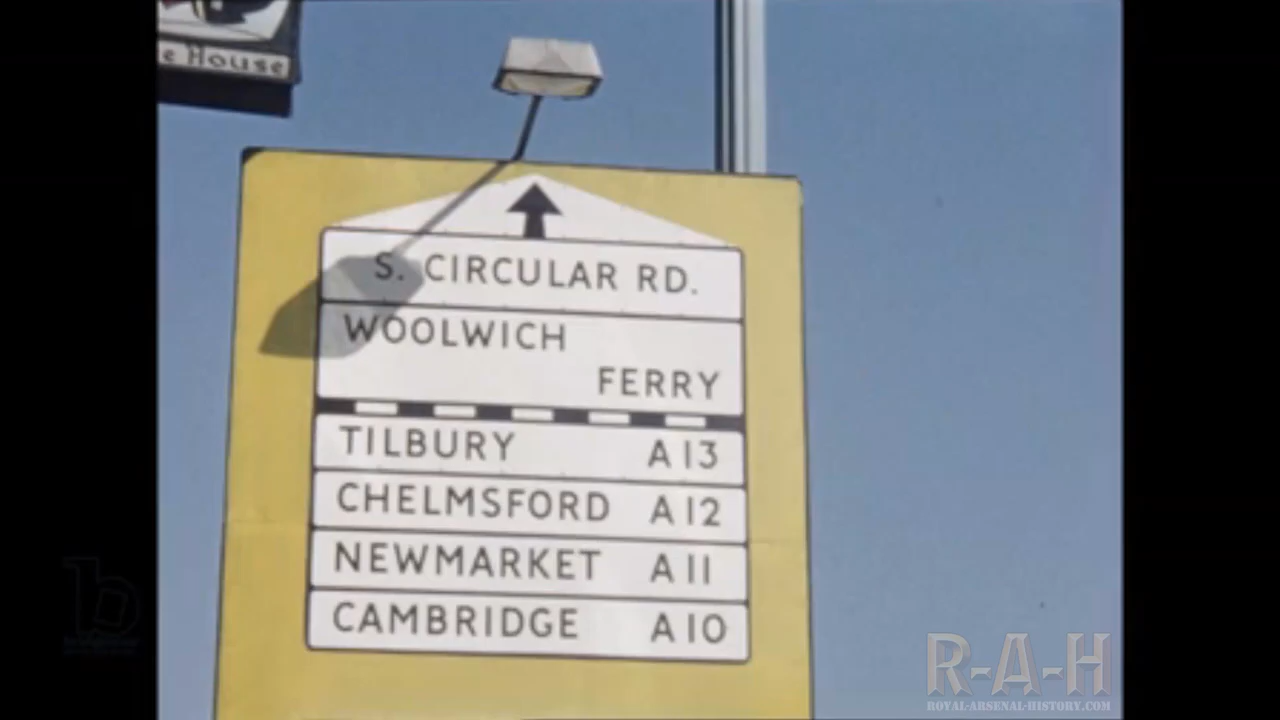 e House
S. CIRCULAR RD.
WOOLWICH
FERRY
TILBURY A13
CHELMSFORD A12
NEWMARKET A11
CAMBRIDGE A10
R-A-H
ROYAL-ARSENAL-HISTORY.COM